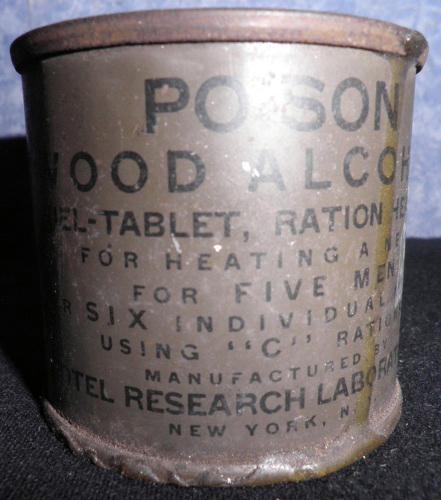 POISON
WOOD ALCOH
EL-TABLET, RATION HE
FOR HEATING A
FOR FIVE MEN
R SIX INDIVIDUAL
USING "C" RATION
MANUFACTURED BY
OTEL RESEARCH LABORAT
NEW YORK, N